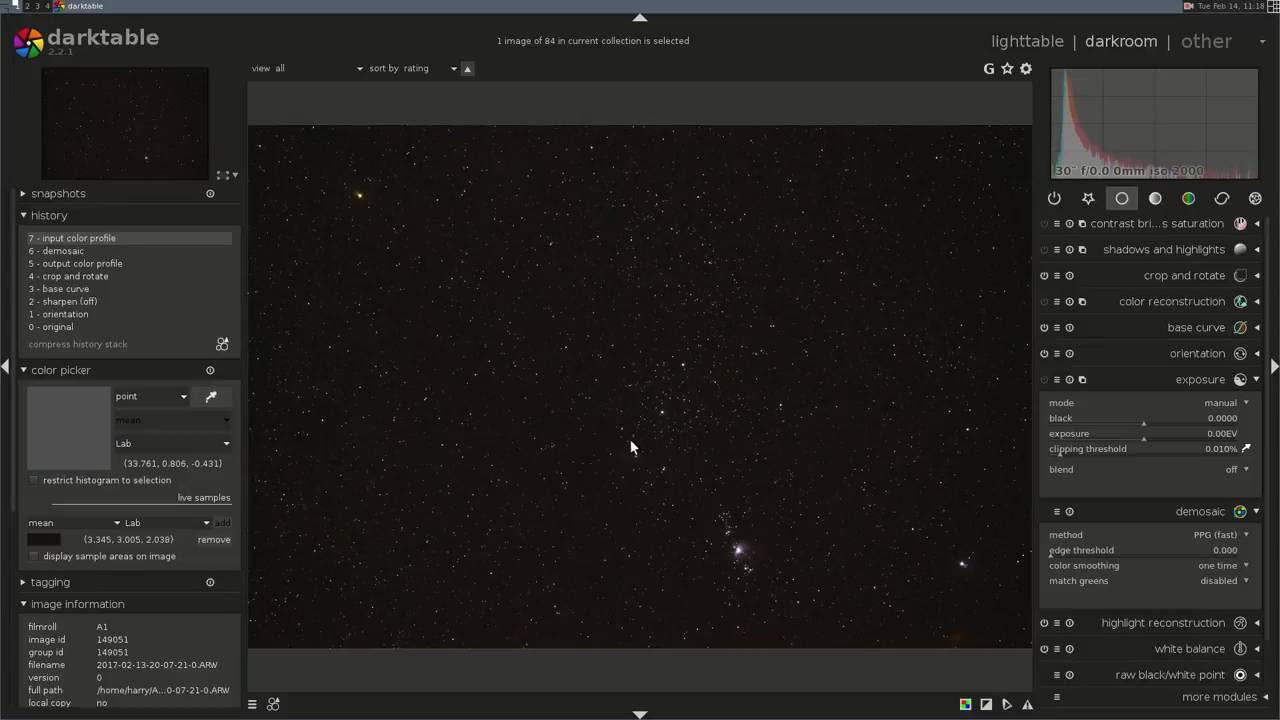 1 2 3 4 darktable
Tue Feb 14, 11:18
darktable
2.2.1
1 image of 84 in current collection is selected
lighttable | darkroom | other
view all
sort by rating
G
30" f/0.0 0mm iso 2000
snapshots
history
7 - input color profile
6 - demosaic
5 - output color profile
4 - crop and rotate
3 - base curve
2 - sharpen (off)
1 - orientation
0 - original
compress history stack
color picker
point
mean
Lab
(33.761, 0.806, -0.431)
restrict histogram to selection
live samples
mean Lab add
(3.345, 3.005, 2.038) remove
display sample areas on image
tagging
image information
filmroll A1
image id 149051
group id 149051
filename 2017-02-13-20-07-21-0.ARW
version 0
full path /home/harry/A...0-07-21-0.ARW
local copy no
contrast bri...s saturation
shadows and highlights
crop and rotate
color reconstruction
base curve
orientation
exposure
mode manual
black 0.0000
exposure 0.00EV
clipping threshold 0.010%
blend off
demosaic
method PPG (fast)
edge threshold 0.000
color smoothing one time
match greens disabled
highlight reconstruction
white balance
raw black/white point
more modules